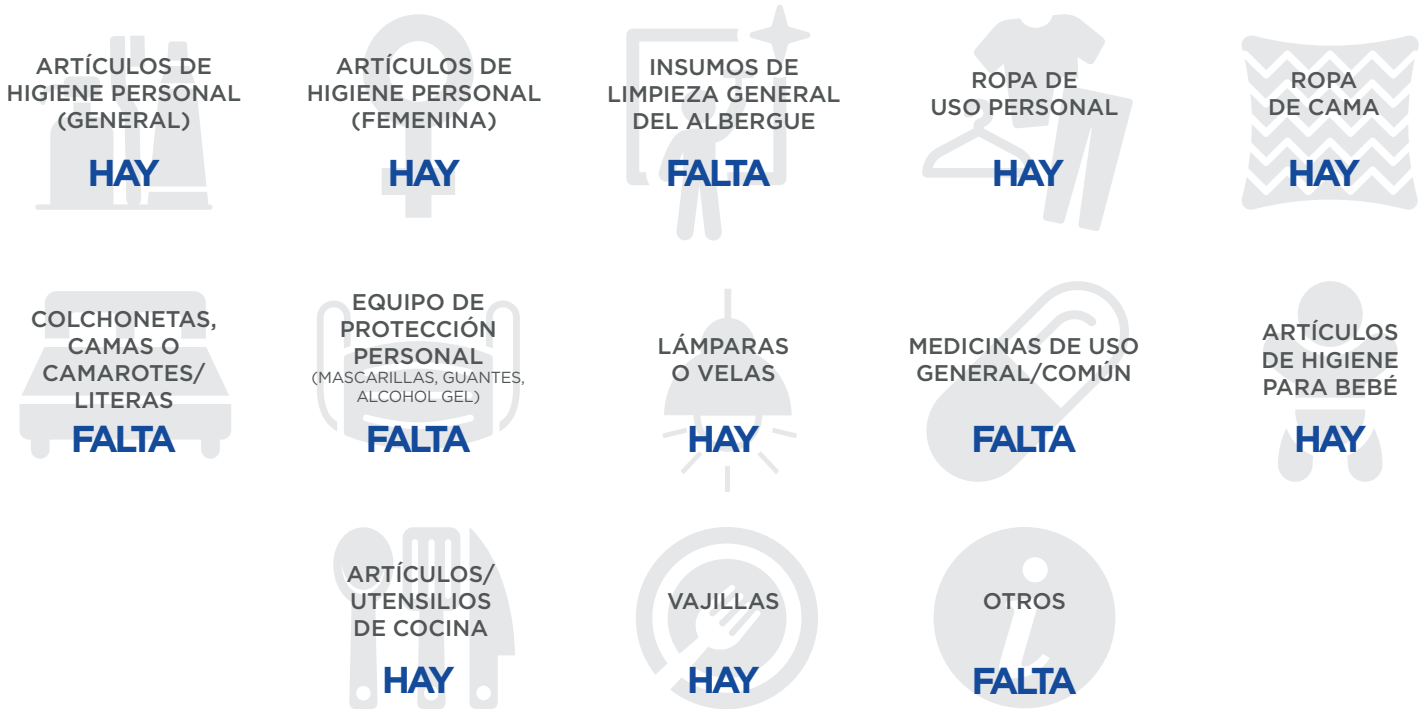 ARTÍCULOS DE
HIGIENE PERSONAL
(GENERAL)
HAY
ARTÍCULOS DE
HIGIENE PERSONAL
(FEMENINA)
HAY
INSUMOS DE
LIMPIEZA GENERAL
DEL ALBERGUE
FALTA
ROPA DE
USO PERSONAL
HAY
ROPA
DE CAMA
HAY
COLCHONETAS,
CAMAS O
CAMAROTES/
LITERAS
FALTA
EQUIPO DE
PROTECCIÓN
PERSONAL
(MASCARILLAS, GUANTES,
ALCOHOL GEL)
FALTA
LÁMPARAS
O VELAS
HAY
MEDICINAS DE USO
GENERAL/COMÚN
FALTA
ARTÍCULOS
DE HIGIENE
PARA BEBÉ
HAY
ARTÍCULOS/
UTENSILIOS
DE COCINA
HAY
VAJILLAS
HAY
OTROS
FALTA